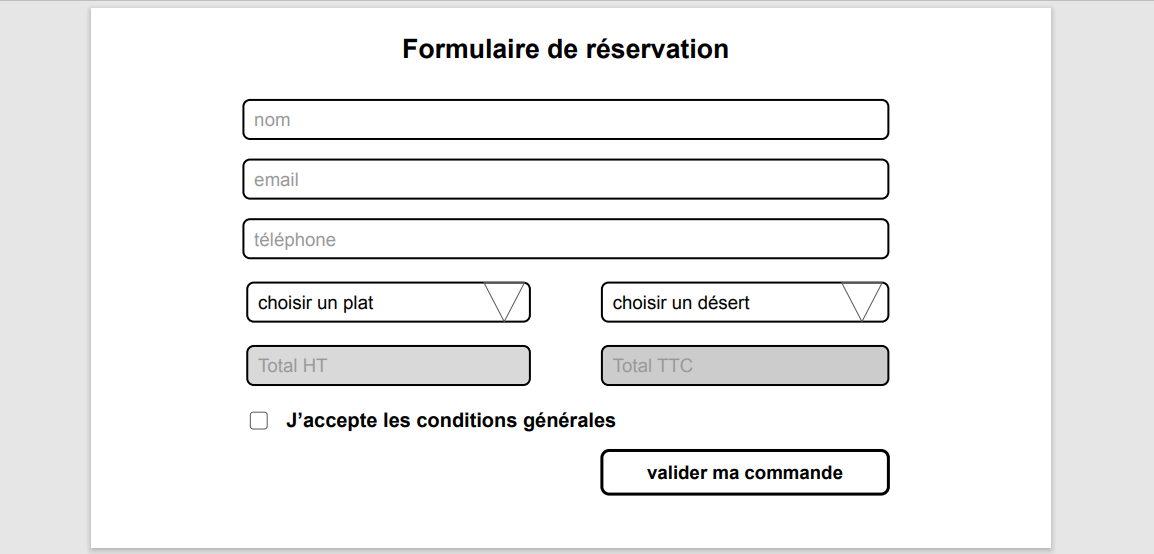 Formulaire de réservation
nom
email
téléphone
choisir un plat
choisir un désert
Total HT
Total TTC
J’accepte les conditions générales
valider ma commande